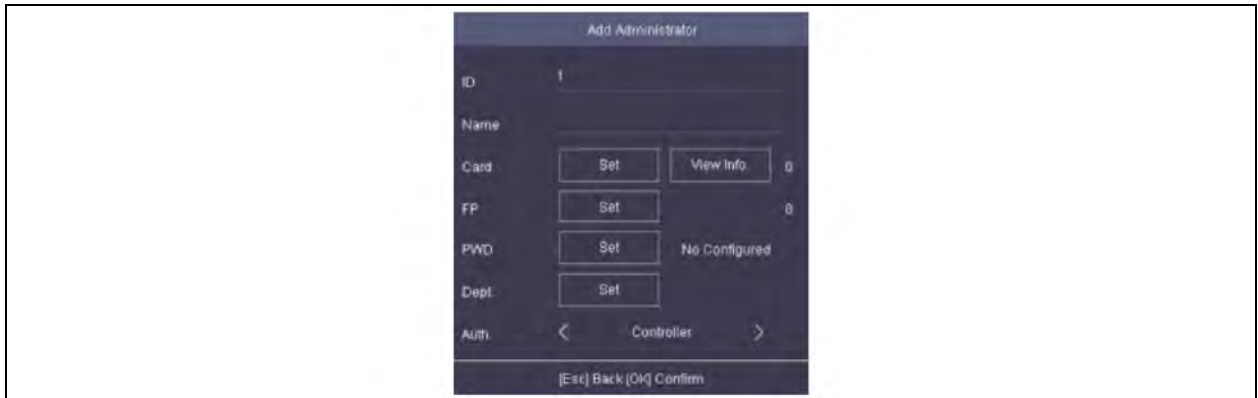 Add Administrator
ID 1
Name
Card Set View Info. 0
FP Set 0
PWD Set No Configured
Dept. Set
Auth. < Controller >
[Esc] Back [OK] Confirm